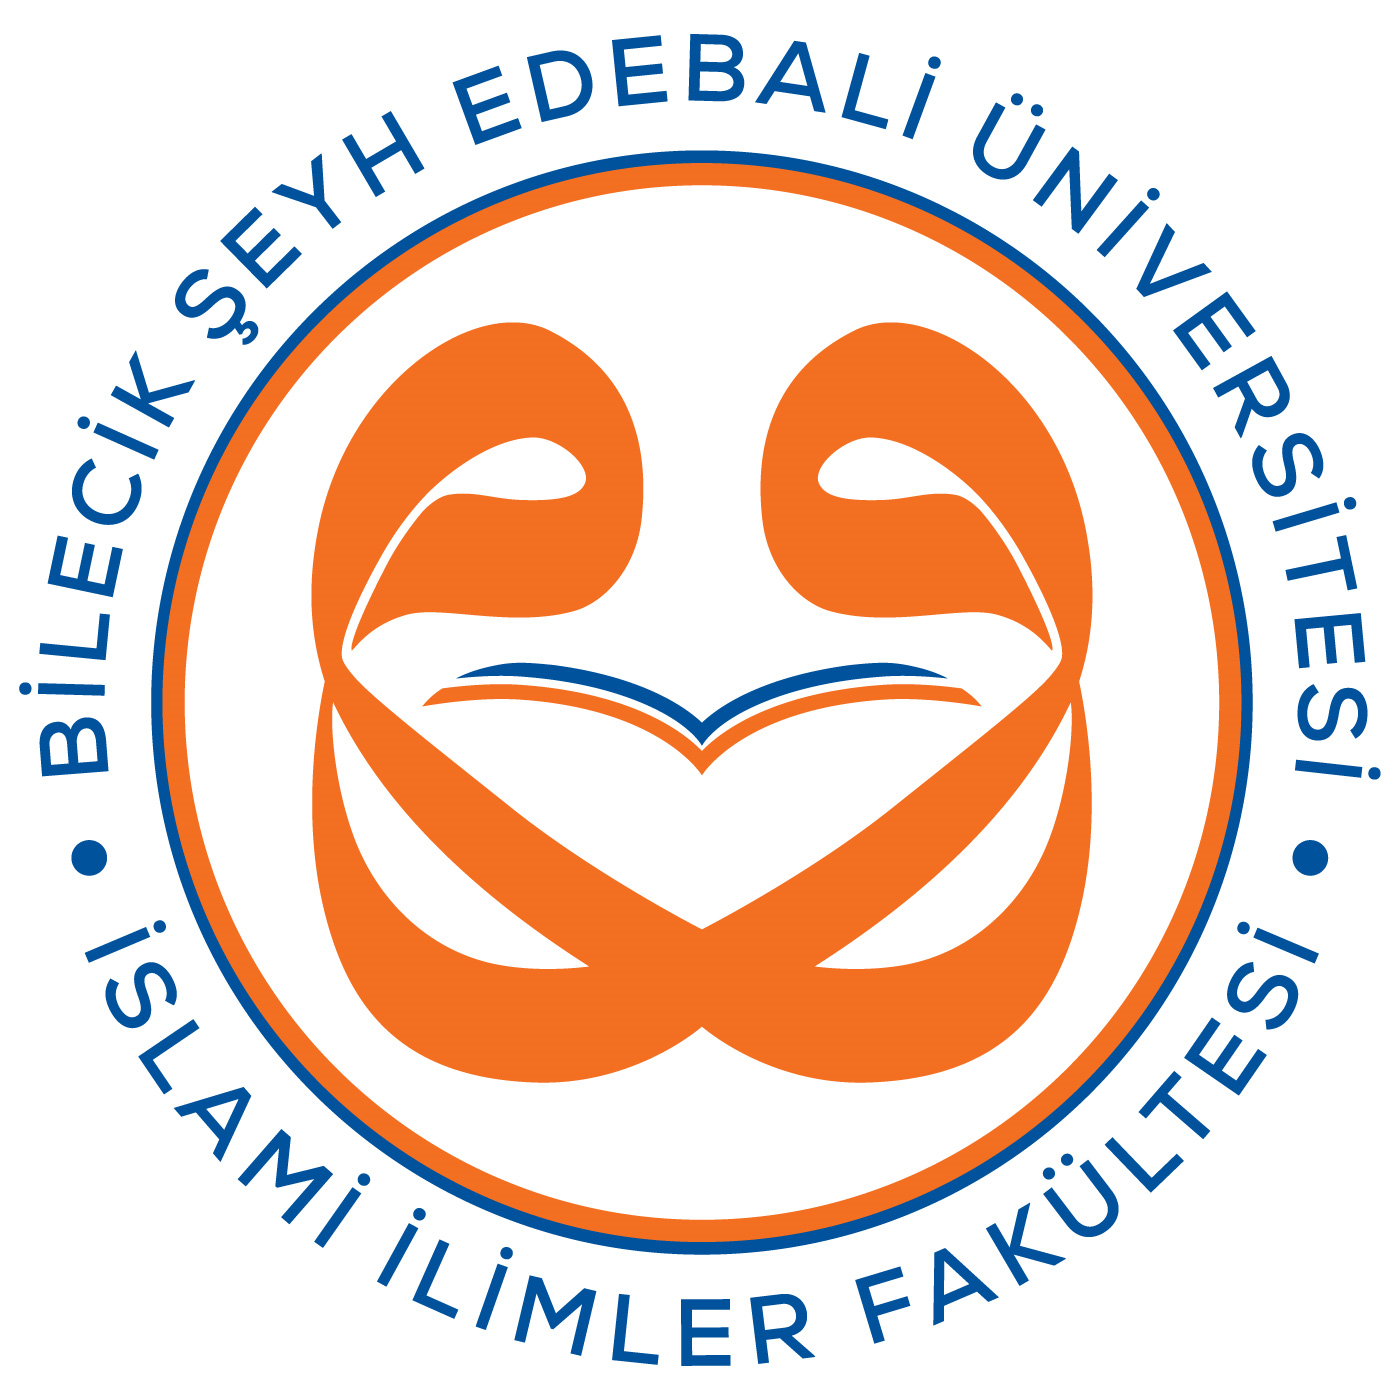 BİLECİK ŞEYH EDEBALİ ÜNİVERSİTESİ
• İSLAMİ İLİMLER FAKÜLTESİ •